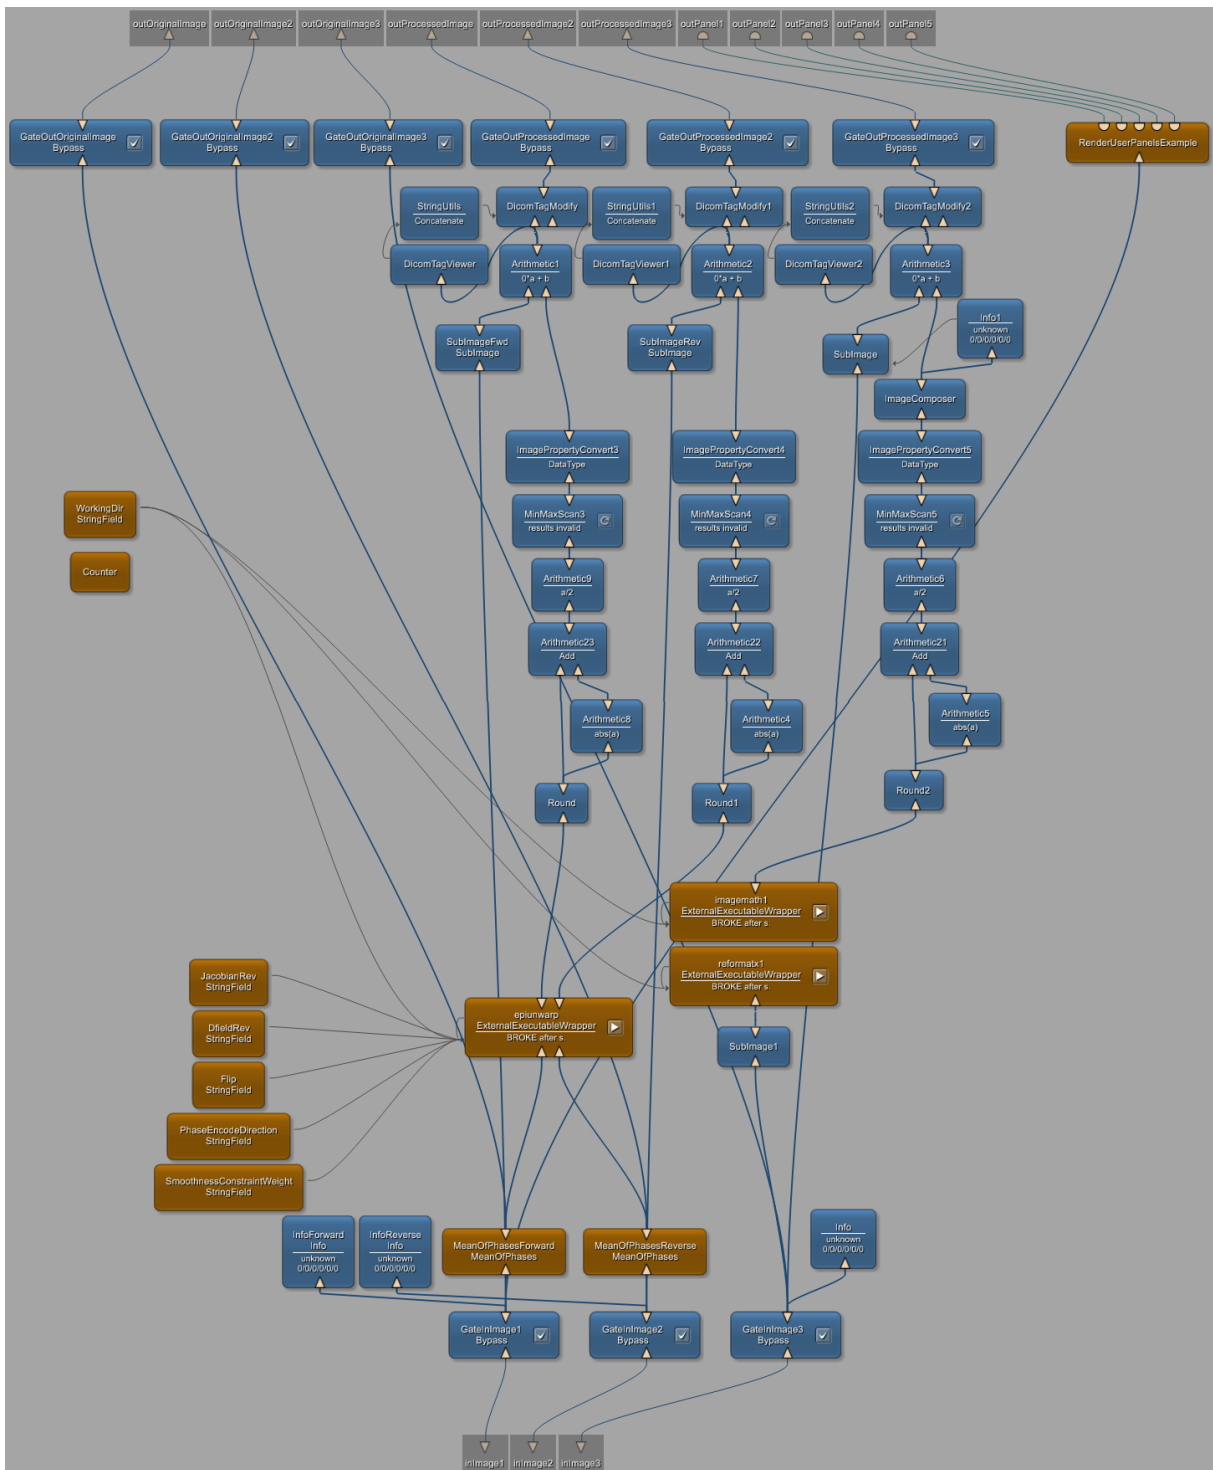 outOriginalImage
outOriginalImage2
outOriginalImage3
outProcessedImage
outProcessedImage2
outProcessedImage3
outPanel1
outPanel2
outPanel3
outPanel4
outPanel5
GateOutOriginalImage
Bypass
GateOutOriginalImage2
Bypass
GateOutOriginalImage3
Bypass
GateOutProcessedImage
Bypass
GateOutProcessedImage2
Bypass
GateOutProcessedImage3
Bypass
RenderUserPanelsExample
StringUtils
Concatenate
DicomTagModify
StringUtils1
Concatenate
DicomTagModify1
StringUtils2
Concatenate
DicomTagModify2
DicomTagViewer
Arithmetic1
0*a + b
DicomTagViewer1
Arithmetic2
0*a + b
DicomTagViewer2
Arithmetic3
0*a + b
Info1
unknown
0/0/0/0/0/0
SubImageFwd
SubImage
SubImageRev
SubImage
SubImage
ImageComposer
ImagePropertyConvert3
DataType
ImagePropertyConvert4
DataType
ImagePropertyConvert5
DataType
WorkingDir
StringField
MinMaxScan3
results invalid
MinMaxScan4
results invalid
MinMaxScan5
results invalid
Counter
Arithmetic9
a/2
Arithmetic7
a/2
Arithmetic6
a/2
Arithmetic23
Add
Arithmetic22
Add
Arithmetic21
Add
Arithmetic8
abs(a)
Arithmetic4
abs(a)
Arithmetic5
abs(a)
Round
Round1
Round2
imagemath1
ExternalExecutableWrapper
BROKE after s.
reformatx1
ExternalExecutableWrapper
BROKE after s.
JacobianRev
StringField
DfieldRev
StringField
epiunwarp
ExternalExecutableWrapper
BROKE after s.
SubImage1
Flip
StringField
PhaseEncodeDirection
StringField
SmoothnessConstraintWeight
StringField
InfoForward
Info
unknown
0/0/0/0/0/0
InfoReverse
Info
unknown
0/0/0/0/0/0
MeanOfPhasesForward
MeanOfPhases
MeanOfPhasesReverse
MeanOfPhases
Info
unknown
0/0/0/0/0/0
GateInImage1
Bypass
GateInImage2
Bypass
GateInImage3
Bypass
inImage1
inImage2
inImage3